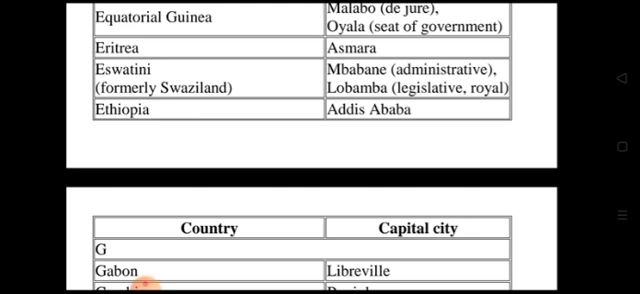 Equatorial Guinea
Malabo (de jure),
Oyala (seat of government)
Eritrea
Asmara
Eswatini
(formerly Swaziland)
Mbabane (administrative),
Lobamba (legislative, royal)
Ethiopia
Addis Ababa
Country
Capital city
G
Gabon
Libreville